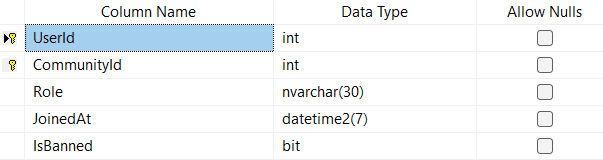 Column Name Data Type Allow Nulls
UserId int
CommunityId int
Role nvarchar(30)
JoinedAt datetime2(7)
IsBanned bit